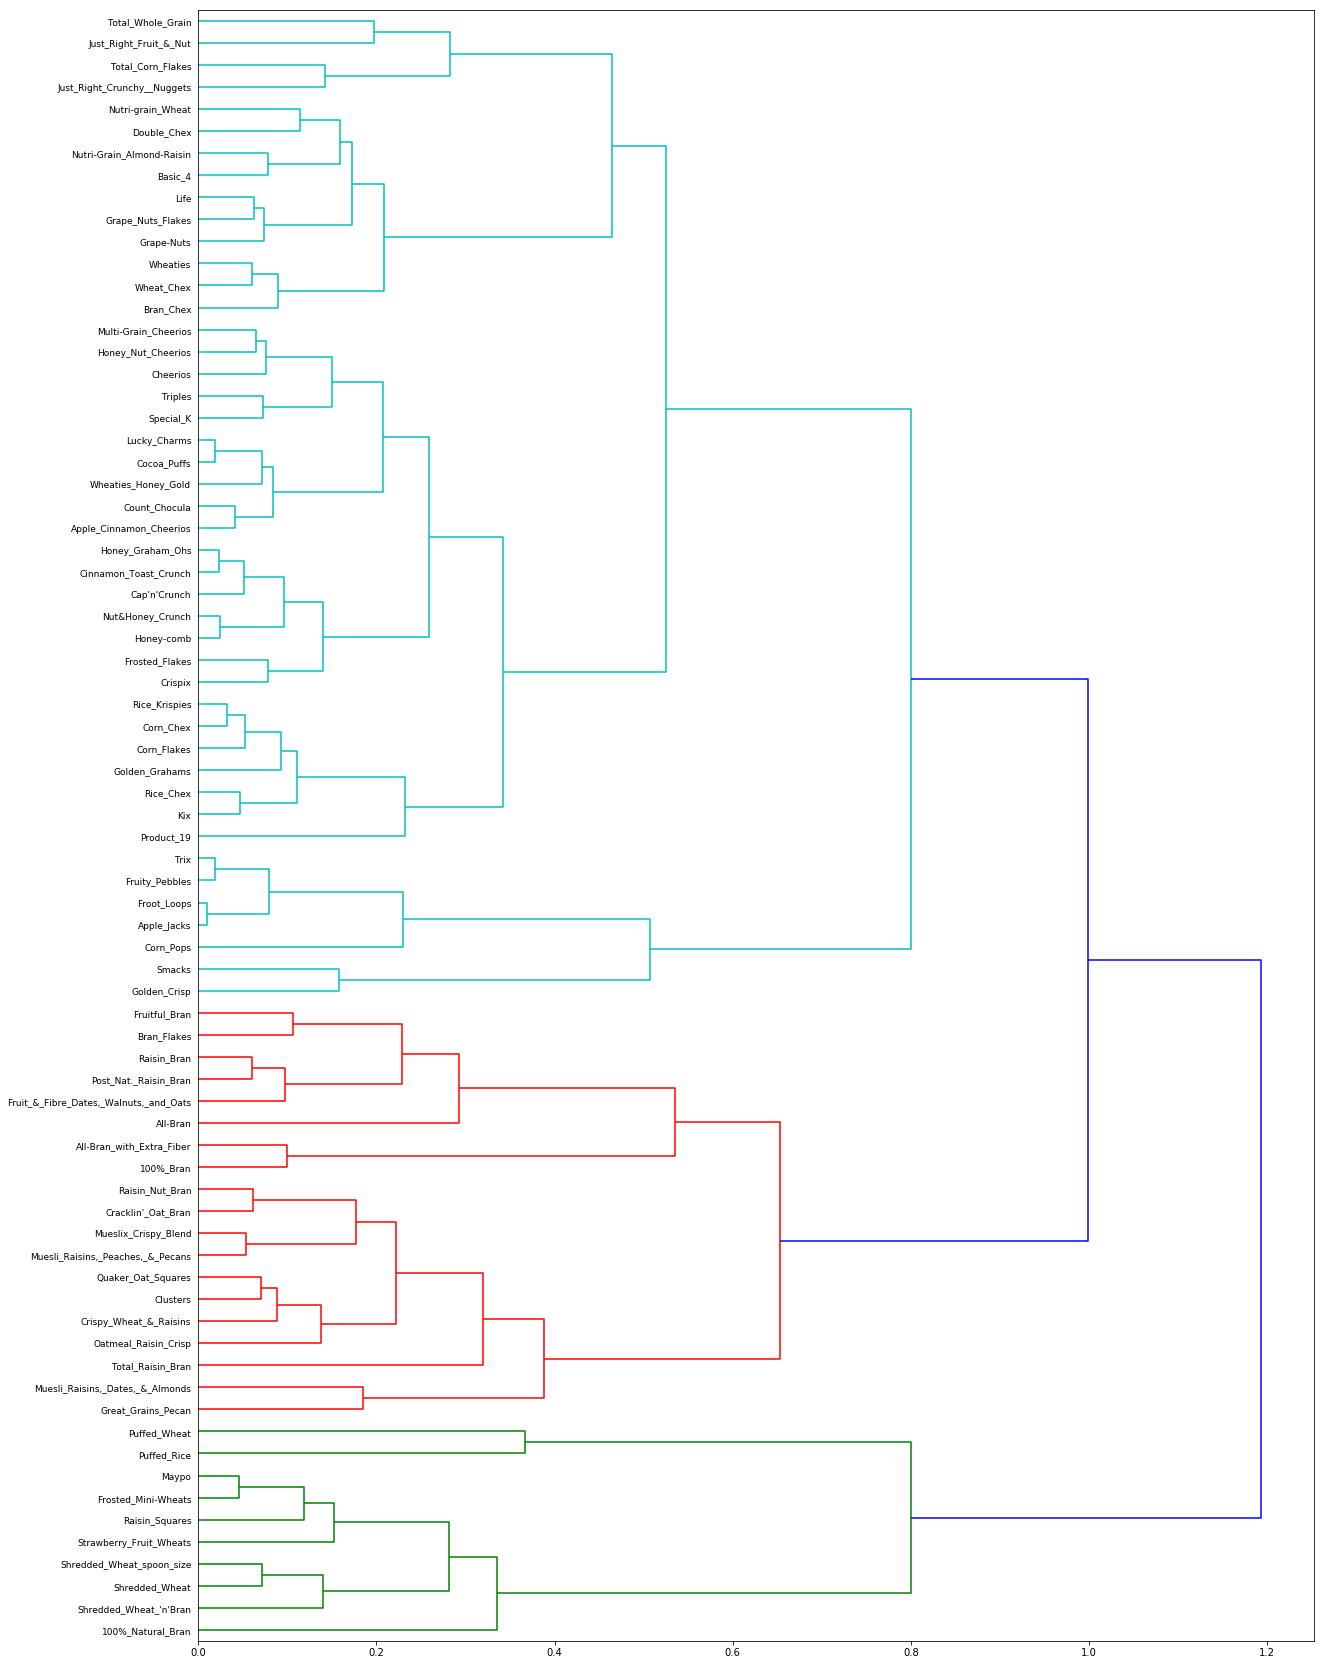 Total_Whole_Grain
Just_Right_Fruit_&_Nut
Total_Corn_Flakes
Just_Right_Crunchy__Nuggets
Nutri-grain_Wheat
Double_Chex
Nutri-Grain_Almond-Raisin
Basic_4
Life
Grape_Nuts_Flakes
Grape-Nuts
Wheaties
Wheat_Chex
Bran_Chex
Multi-Grain_Cheerios
Honey_Nut_Cheerios
Cheerios
Triples
Special_K
Lucky_Charms
Cocoa_Puffs
Wheaties_Honey_Gold
Count_Chocula
Apple_Cinnamon_Cheerios
Honey_Graham_Ohs
Cinnamon_Toast_Crunch
Cap'n'Crunch
Nut&Honey_Crunch
Honey-comb
Frosted_Flakes
Crispix
Rice_Krispies
Corn_Chex
Corn_Flakes
Golden_Grahams
Rice_Chex
Kix
Product_19
Trix
Fruity_Pebbles
Froot_Loops
Apple_Jacks
Corn_Pops
Smacks
Golden_Crisp
Fruitful_Bran
Bran_Flakes
Raisin_Bran
Post_Nat._Raisin_Bran
Fruit_&_Fibre_Dates,_Walnuts,_and_Oats
All-Bran
All-Bran_with_Extra_Fiber
100%_Bran
Raisin_Nut_Bran
Cracklin'_Oat_Bran
Mueslix_Crispy_Blend
Muesli_Raisins,_Peaches,_&_Pecans
Quaker_Oat_Squares
Clusters
Crispy_Wheat_&_Raisins
Oatmeal_Raisin_Crisp
Total_Raisin_Bran
Muesli_Raisins,_Dates,_&_Almonds
Great_Grains_Pecan
Puffed_Wheat
Puffed_Rice
Maypo
Frosted_Mini-Wheats
Raisin_Squares
Strawberry_Fruit_Wheats
Shredded_Wheat_spoon_size
Shredded_Wheat
Shredded_Wheat_'n'Bran
100%_Natural_Bran
0.0 0.2 0.4 0.6 0.8 1.0 1.2